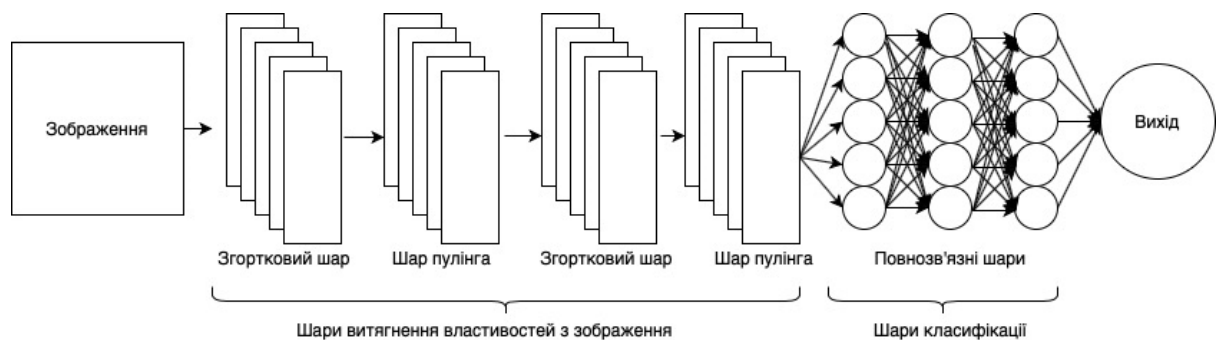 Зображення
Вихід
Згортковий шар
Шар пулінга
Згортковий шар
Шар пулінга
Повнозв'язні шари
Шари витягнення властивостей з зображення
Шари класифікації